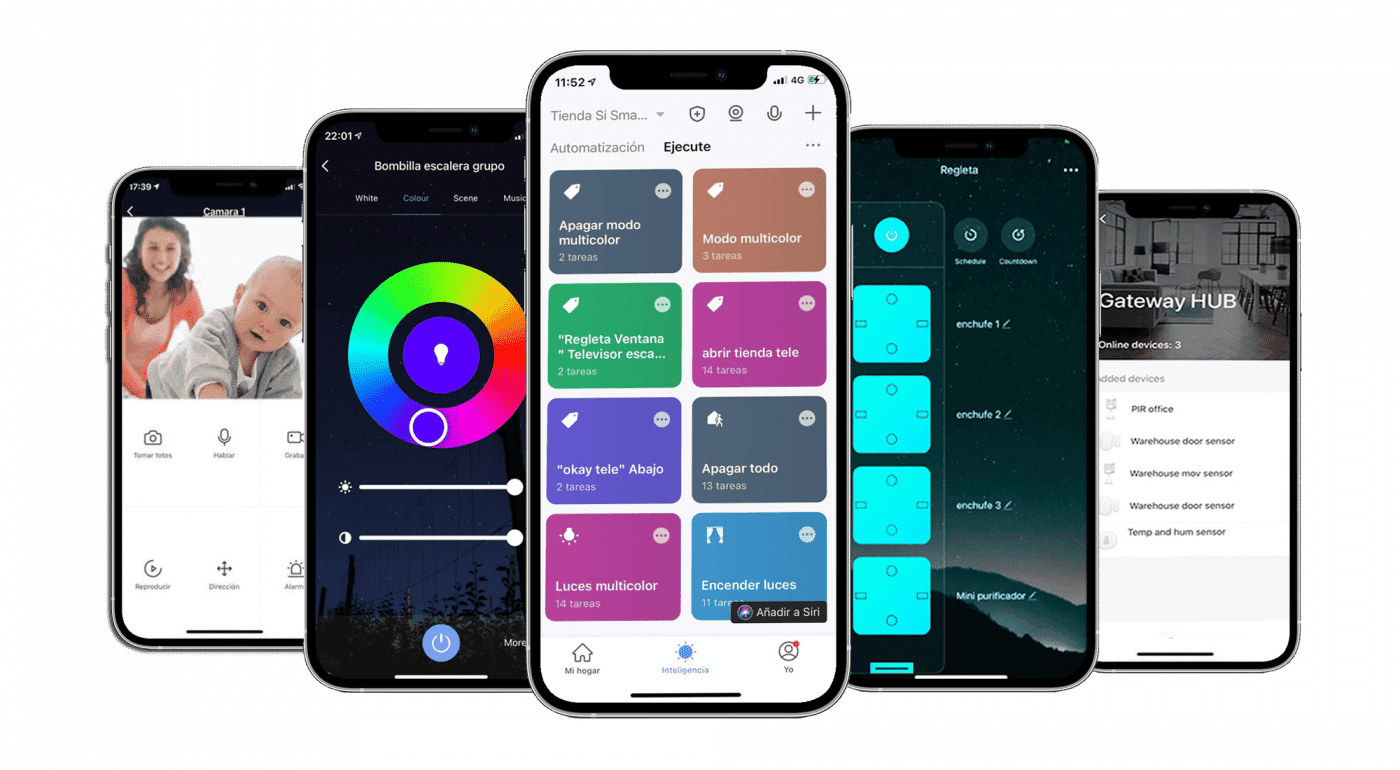 17:39
Camara 1
Tomar fotos
Hablar
Graba
Reproducir
Dirección
Alarm
22:01
Bombilla escalera grupo
White
Colour
Scene
Music
More
11:52
4G
Tienda Si Sma...
Automatización
Ejecute
Apagar modo
multicolor
2 tareas
Modo multicolor
3 tareas
"Regleta Ventana
" Televisor esca...
2 tareas
abrir tienda tele
14 tareas
"okay tele" Abajo
2 tareas
Apagar todo
13 tareas
Luces multicolor
14 tareas
Encender luces
11 tare
Añadir a Siri
Mi hogar
Inteligencia
Yo
Regleta
Schedule
Countdown
enchufe 1
enchufe 2
enchufe 3
Mini purificador
Gateway HUB
Online devices: 3
Added devices
PIR office
Warehouse door sensor
Warehouse mov sensor
Warehouse door sensor
Temp and hum sensor